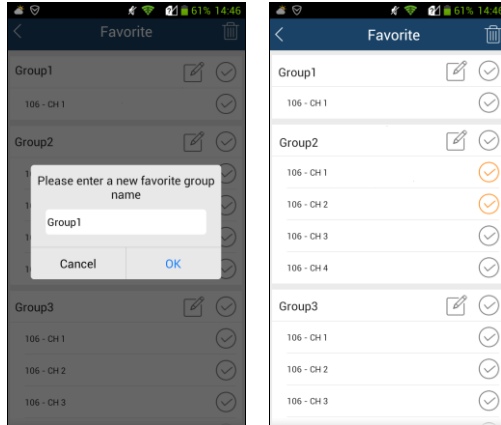 61% 14:46
Favorite
Group1
106 - CH 1
Group2
Please enter a new favorite group
name
Group1
Cancel
OK
Group3
106 - CH 1
106 - CH 2
106 - CH 3
61% 14:46
Favorite
Group1
106 - CH 1
Group2
106 - CH 1
106 - CH 2
106 - CH 3
106 - CH 4
Group3
106 - CH 1
106 - CH 2
106 - CH 3